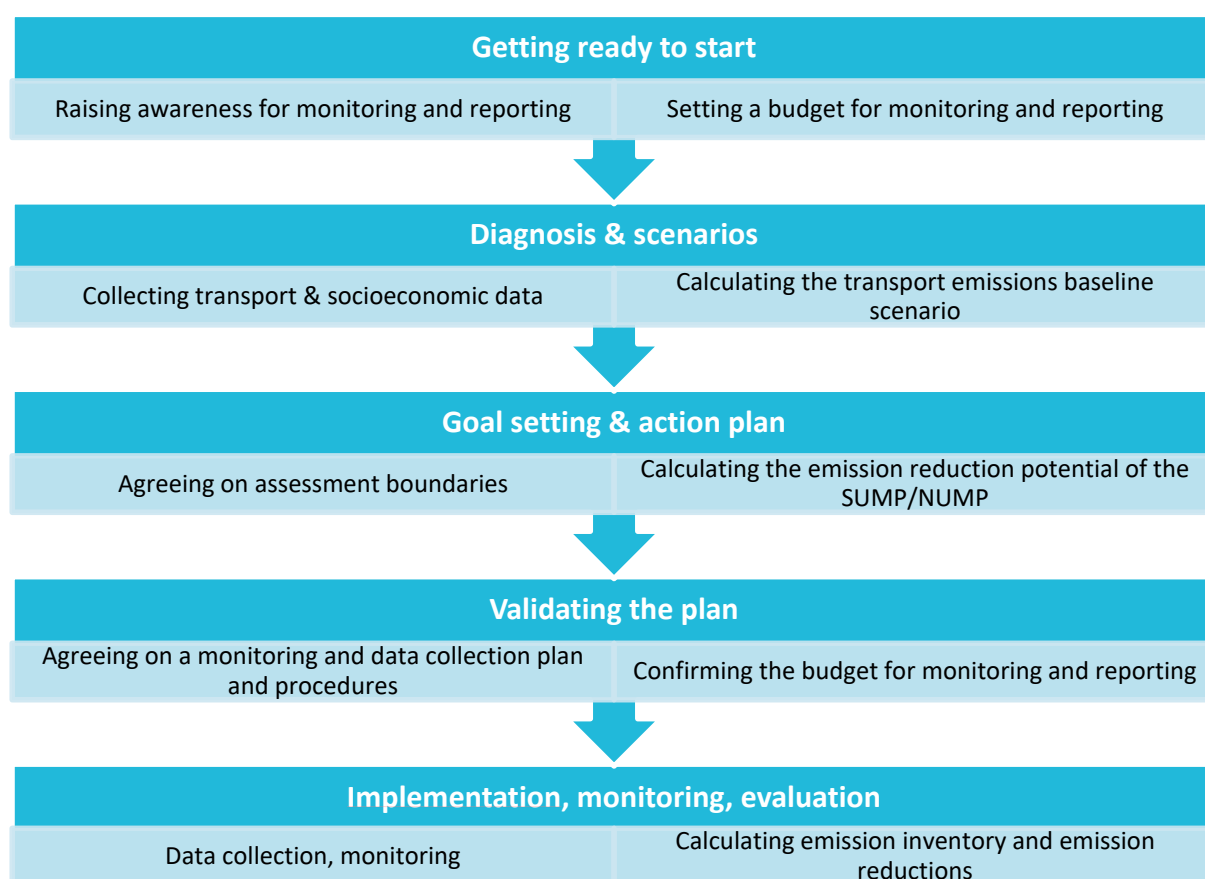 Getting ready to start
Raising awareness for monitoring and reporting
Setting a budget for monitoring and reporting
Diagnosis & scenarios
Collecting transport & socioeconomic data
Calculating the transport emissions baseline
scenario
Goal setting & action plan
Agreeing on assessment boundaries
Calculating the emission reduction potential of the
SUMP/NUMP
Validating the plan
Agreeing on a monitoring and data collection plan
and procedures
Confirming the budget for monitoring and reporting
Implementation, monitoring, evaluation
Data collection, monitoring
Calculating emission inventory and emission
reductions